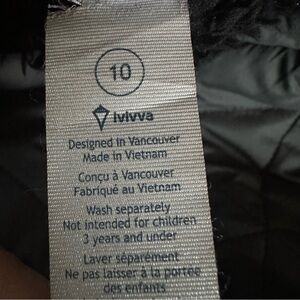 10
ivivva
Designed in Vancouver
Made in Vietnam
Conçu à Vancouver
Fabriqué au Vietnam
Wash separately
Not intended for children
3 years and under
Laver séparément
Ne pas laisser à la portée
des enfants